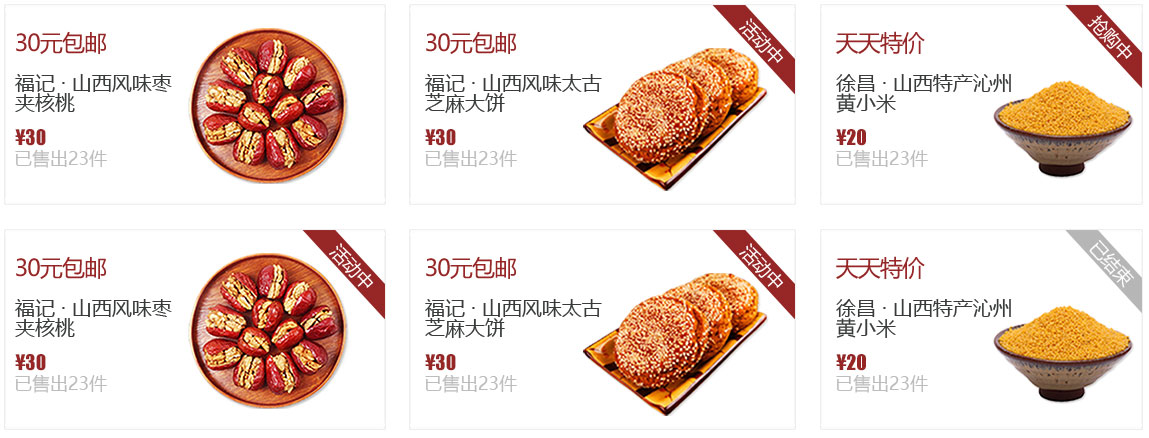 30元包邮
福记 · 山西风味枣
夹核桃
¥30
已售出23件
活动中
30元包邮
福记 · 山西风味太古
芝麻大饼
¥30
已售出23件
抢购中
天天特价
徐昌 · 山西特产沁州
黄小米
¥20
已售出23件
活动中
30元包邮
福记 · 山西风味枣
夹核桃
¥30
已售出23件
活动中
30元包邮
福记 · 山西风味太古
芝麻大饼
¥30
已售出23件
已结束
天天特价
徐昌 · 山西特产沁州
黄小米
¥20
已售出23件